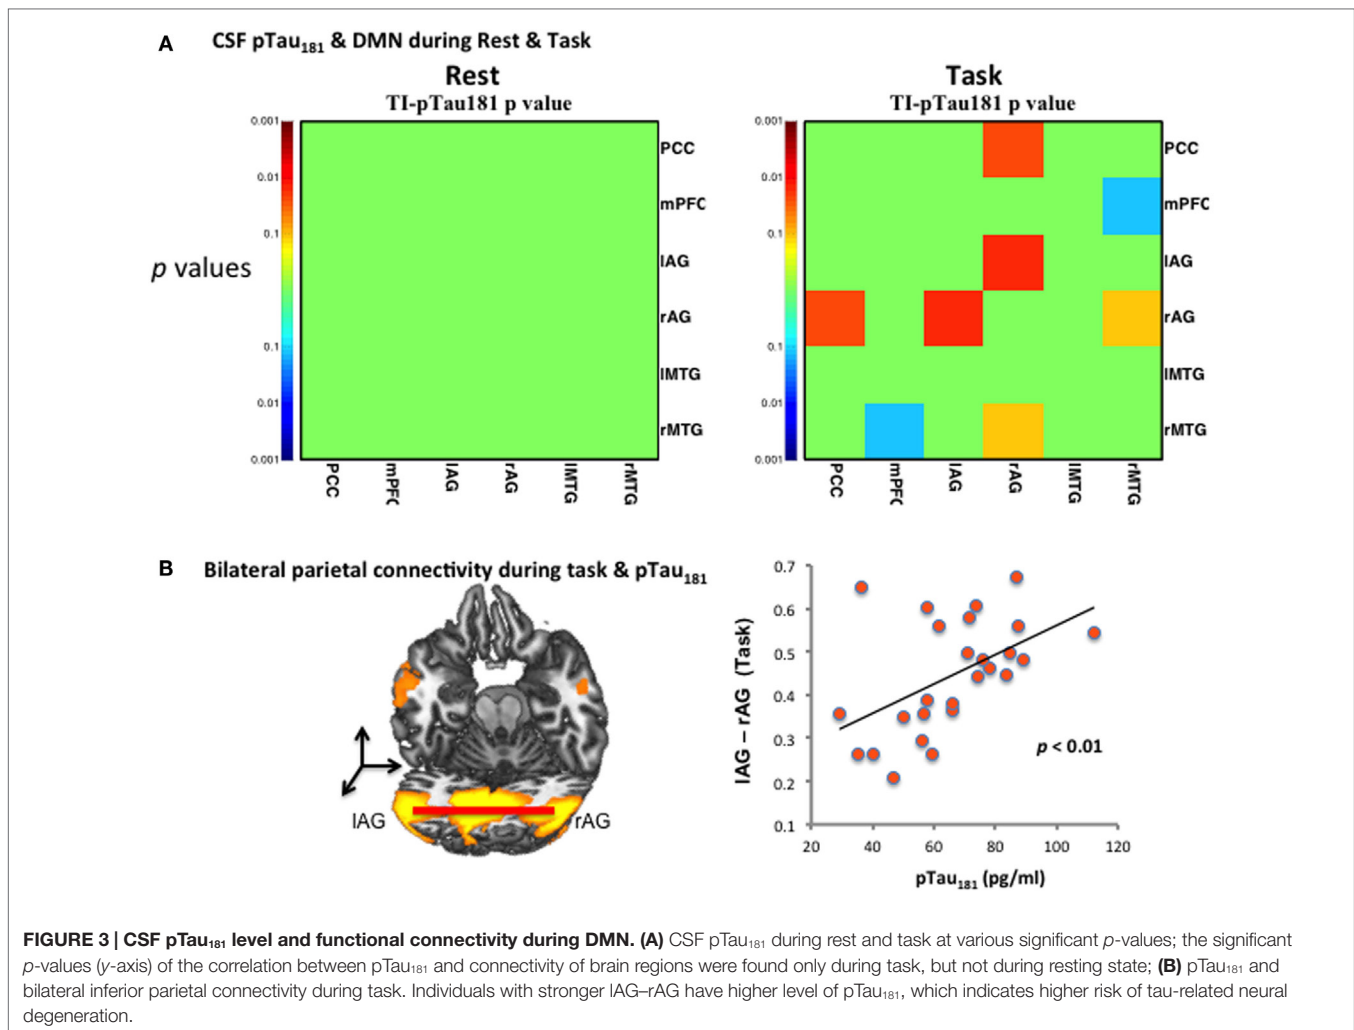 A CSF pTau181 & DMN during Rest & Task
Rest
TI-pTau181 p value
0.001
0.01
0.1
0.1
0.01
0.001
p values
PCC
mPFC
lAG
rAG
lMTG
rMTG
PCC
mPFC
lAG
rAG
lMTG
rMTG
Task
TI-pTau181 p value
0.001
0.01
0.1
0.1
0.01
0.001
PCC
mPFC
lAG
rAG
lMTG
rMTG
PCC
mPFC
lAG
rAG
lMTG
rMTG
B Bilateral parietal connectivity during task & pTau181
lAG
rAG
lAG – rAG (Task)
0.7
0.6
0.5
0.4
0.3
0.2
0.1
p < 0.01
20 40 60 80 100 120
pTau181 (pg/ml)
FIGURE 3 | CSF pTau181 level and functional connectivity during DMN. (A) CSF pTau181 during rest and task at various significant p-values; the significant
p-values (y-axis) of the correlation between pTau181 and connectivity of brain regions were found only during task, but not during resting state; (B) pTau181 and
bilateral inferior parietal connectivity during task. Individuals with stronger lAG–rAG have higher level of pTau181, which indicates higher risk of tau-related neural
degeneration.